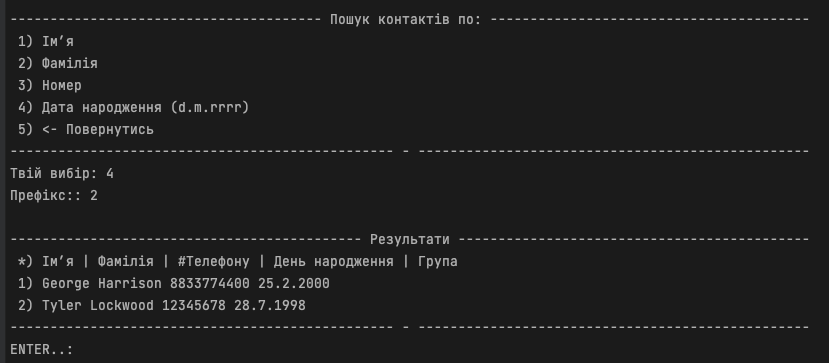 --------------------------------------- Пошук контактів по: ----------------------------------------
1) Ім’я
2) Фамілія
3) Номер
4) Дата народження (d.m.rrrr)
5) <- Повернутись
------------------------------------------------ - -------------------------------------------------
Твій вибір: 4
Префікс:: 2
-------------------------------------------- Результати --------------------------------------------
*) Ім’я | Фамілія | #Телефону | День народження | Група
1) George Harrison 8833774400 25.2.2000
2) Tyler Lockwood 12345678 28.7.1998
------------------------------------------------ - -------------------------------------------------
ENTER..: